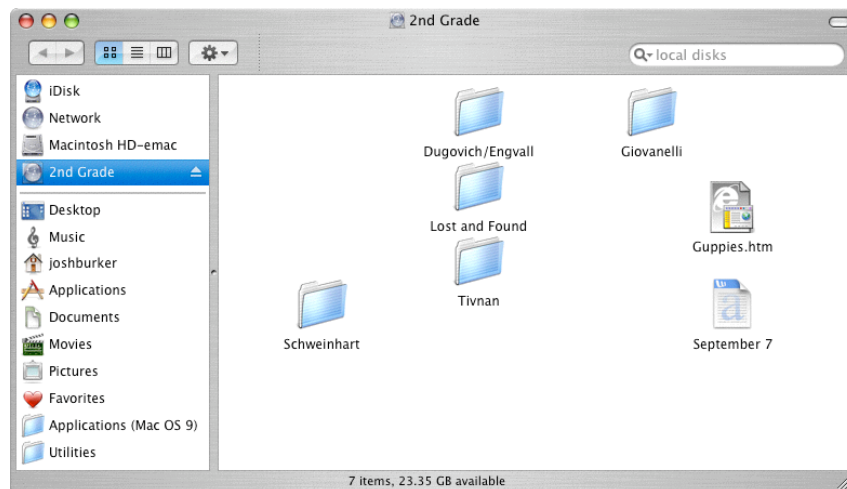 2nd Grade
local disks
iDisk
Network
Macintosh HD-emac
2nd Grade
Desktop
Music
joshburker
Applications
Documents
Movies
Pictures
Favorites
Applications (Mac OS 9)
Utilities
Dugovich/Engvall
Giovanelli
Lost and Found
Guppies.htm
Tivnan
Schweinhart
September 7
7 items, 23.35 GB available